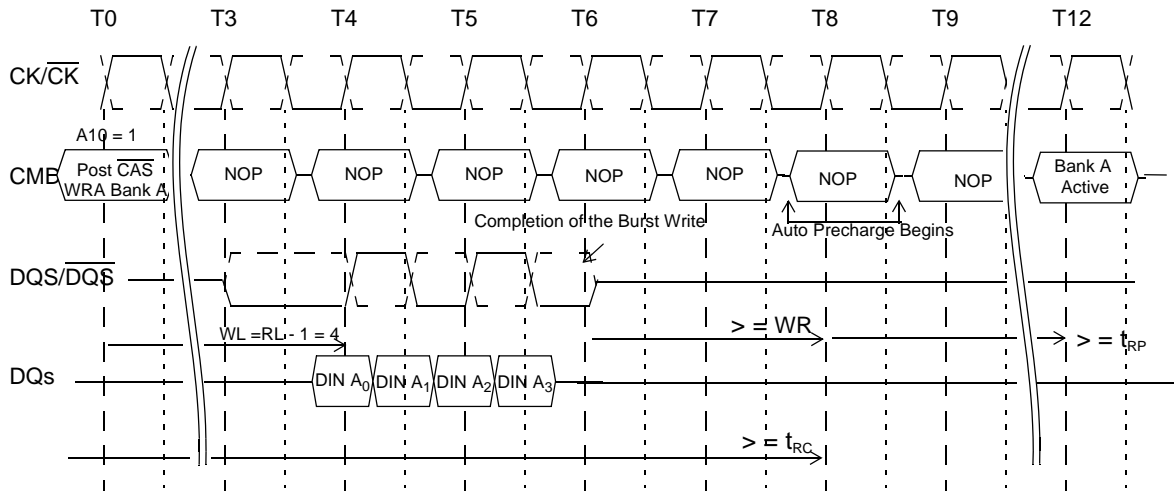 T0 T3 T4 T5 T6 T7 T8 T9 T12
CK/CK
A10 = 1
CMD Post CAS WRA Bank A NOP NOP NOP NOP NOP NOP NOP Bank A Active
Completion of the Burst Write
Auto Precharge Begins
DQS/DQS
WL =RL - 1 = 4
> = WR
> = tRP
DQs DIN A0 DIN A1 DIN A2 DIN A3
> = tRC